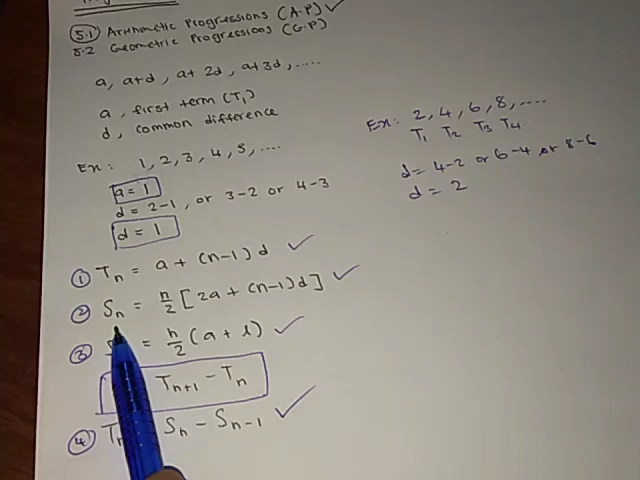 5.1 Arithmetic Progressions (A.P) ✓
5.2 Geometric Progressions (G.P)
a, a+d, a+2d, a+3d, .....
a, first term (T₁)
d, common difference
Ex: 1, 2, 3, 4, 5, ....
a = 1
d = 2-1, or 3-2 or 4-3
d = 1
Ex: 2, 4, 6, 8, ....
T₁ T₂ T₃ T₄
d = 4-2 or 6-4 or 8-6
d = 2
① Tₙ = a + (n-1)d ✓
② Sₙ = n/2 [2a + (n-1)d] ✓
③ = n/2 (a + l) ✓
Tₙ₊₁ - Tₙ
④ Sₙ - Sₙ₋₁ ✓